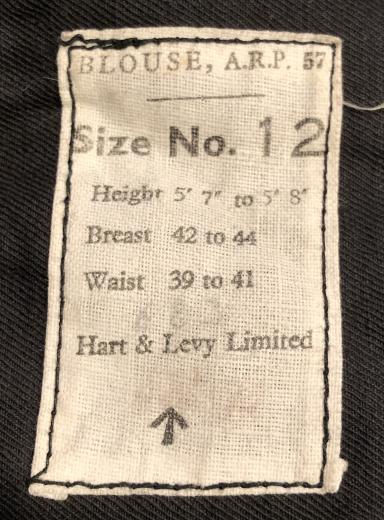 BLOUSE, A.R.P. 57
Size No. 12
Height 5' 7" to 5' 8"
Breast 42 to 44
Waist 39 to 41
Hart & Levy Limited